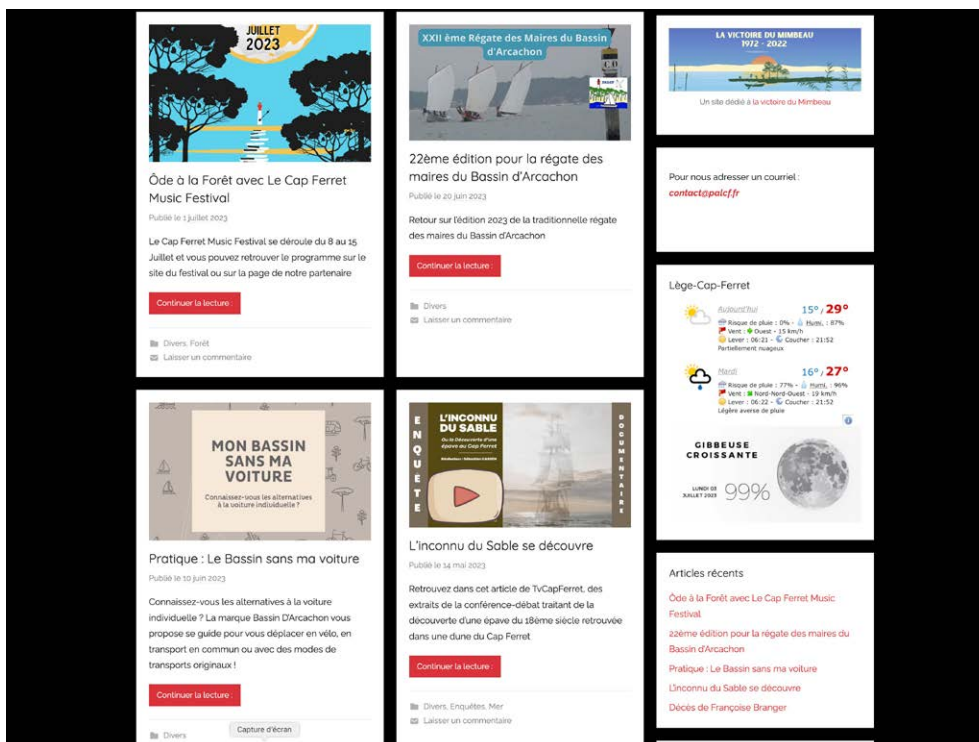 JUILLET
2023
Ôde à la Forêt avec Le Cap Ferret
Music Festival
Publié le 1 juillet 2023
Le Cap Ferret Music Festival se déroule du 8 au 15
Juillet et vous pouvez retrouver le programme sur le
site du festival ou sur la page de notre partenaire
Continuer la lecture :
Divers, Forêt
Laisser un commentaire
XXII ème Régate des Maires du Bassin
d'Arcachon
22ème édition pour la régate des
maires du Bassin d'Arcachon
Publié le 20 juin 2023
Retour sur l'édition 2023 de la traditionnelle régate
des maires du Bassin d'Arcachon
Continuer la lecture :
Divers
Laisser un commentaire
MON BASSIN
SANS MA
VOITURE
Connaissez-vous les alternatives
à la voiture individuelle ?
Pratique : Le Bassin sans ma voiture
Publié le 10 juin 2023
Connaissez-vous les alternatives à la voiture
individuelle ? La marque Bassin D'Arcachon vous
propose se guide pour vous déplacer en vélo, en
transport en commun ou avec des modes de
transports originaux !
Continuer la lecture :
Divers
Capture d'écran
ENQUÊTE
L'INCONNU
DU SABLE
Ou la Découverte d'une
épave au Cap Ferret
DOCUMENTAIRE
L'inconnu du Sable se découvre
Publié le 14 mai 2023
Retrouvez dans cet article de TvCapFerret, des
extraits de la conférence-débat traitant de la
découverte d'une épave du 18ème siècle retrouvée
dans une dune du Cap Ferret
Continuer la lecture :
Divers, Enquêtes, Mer
Laisser un commentaire
LA VICTOIRE DU MIMBEAU
1972 - 2022
Un site dédié à la victoire du Mimbeau
Pour nous adresser un courriel :
contact@palcf.fr
Lège-Cap-Ferret
Aujourd'hui 15° / 29°
Risque de pluie : 0% - Humi. : 87%
Vent : Ouest - 15 km/h
Lever : 06:21 - Coucher : 21:52
Partiellement nuageux
Mardi 16° / 27°
Risque de pluie : 77% - Humi. : 96%
Vent : Nord-Nord-Ouest - 19 km/h
Lever : 06:22 - Coucher : 21:52
Légère averse de pluie
GIBBEUSE
CROISSANTE
LUNDI 03
JUILLET 2023
99%
Articles récents
Ôde à la Forêt avec Le Cap Ferret Music
Festival
22ème édition pour la régate des maires du
Bassin d'Arcachon
Pratique : Le Bassin sans ma voiture
L'inconnu du Sable se découvre
Décès de Françoise Branger